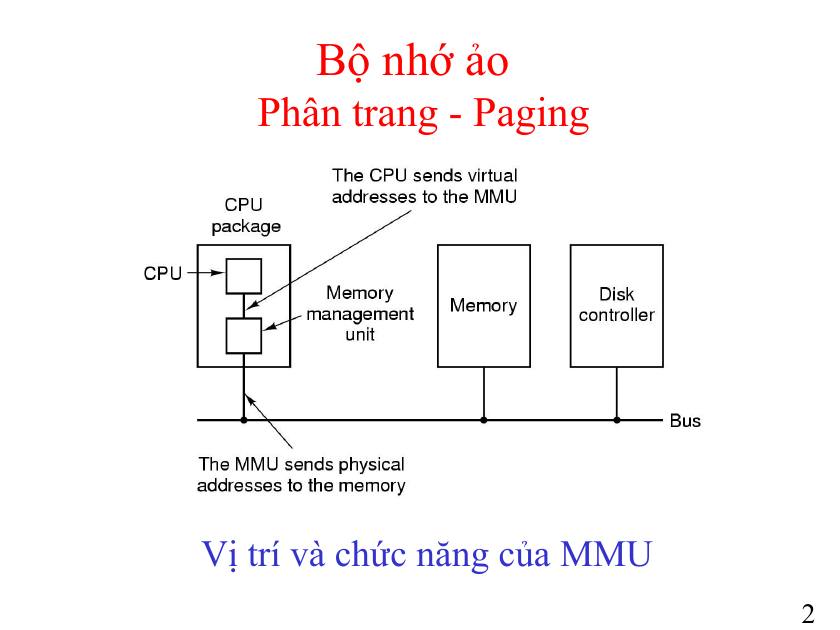 Bộ nhớ ảo
Phân trang - Paging
The CPU sends virtual
addresses to the MMU
CPU
package
CPU
Memory
management
unit
Memory
Disk
controller
Bus
The MMU sends physical
addresses to the memory
Vị trí và chức năng của MMU
2